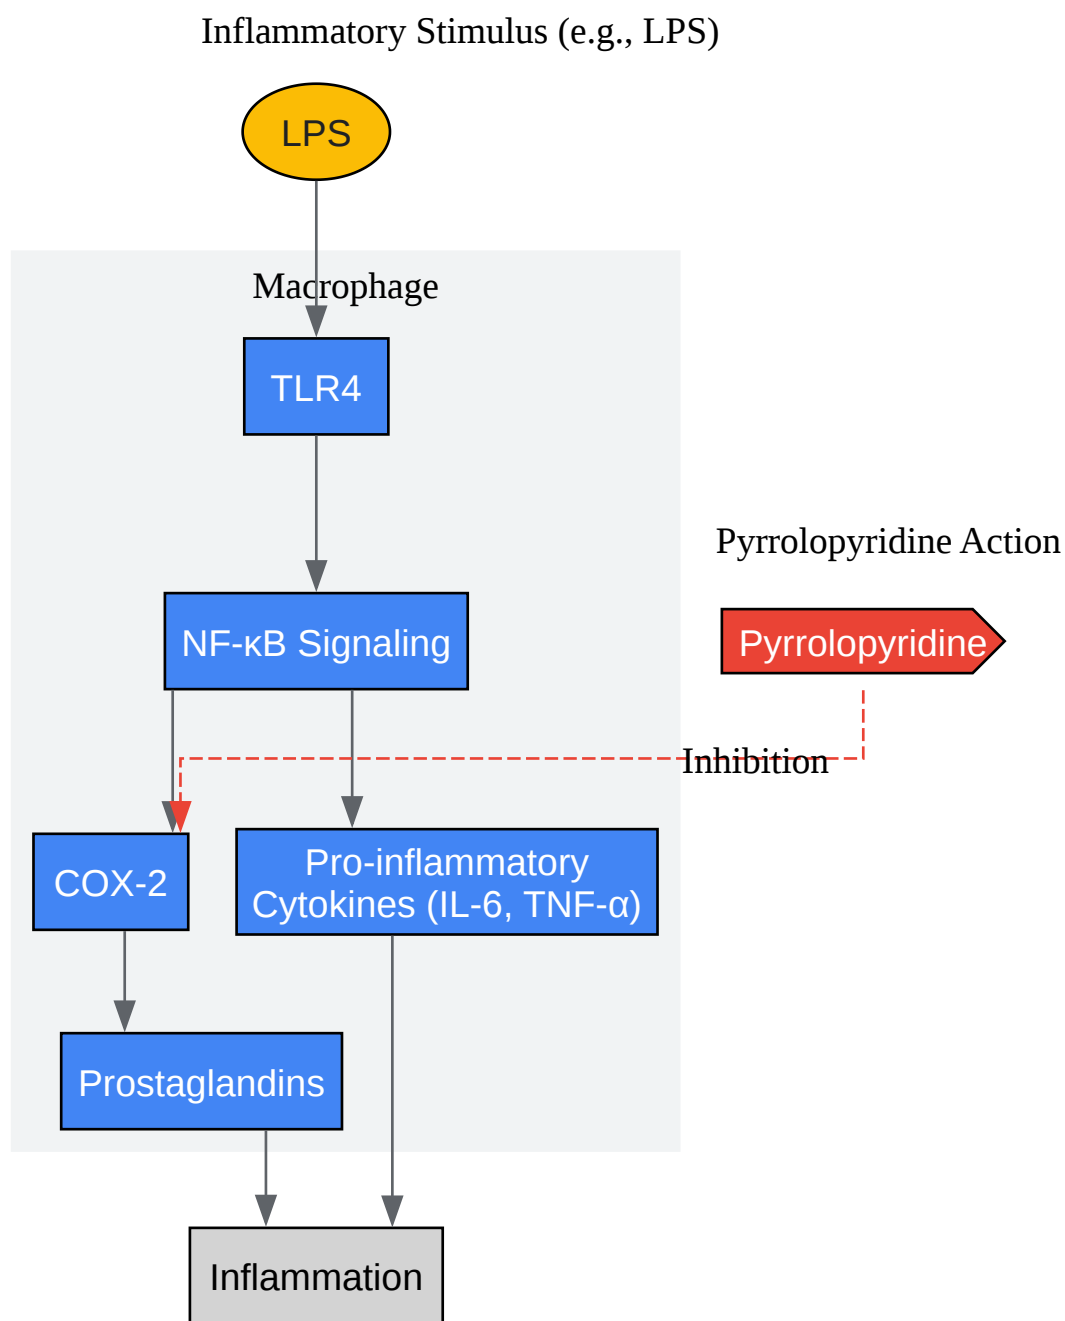 Inflammatory Stimulus (e.g., LPS)
LPS
Macrophage
TLR4
Pyrrolopyridine Action
NF-κB Signaling
Pyrrolopyridine
Inhibition
COX-2
Pro-inflammatory
Cytokines (IL-6, TNF-α)
Prostaglandins
Inflammation